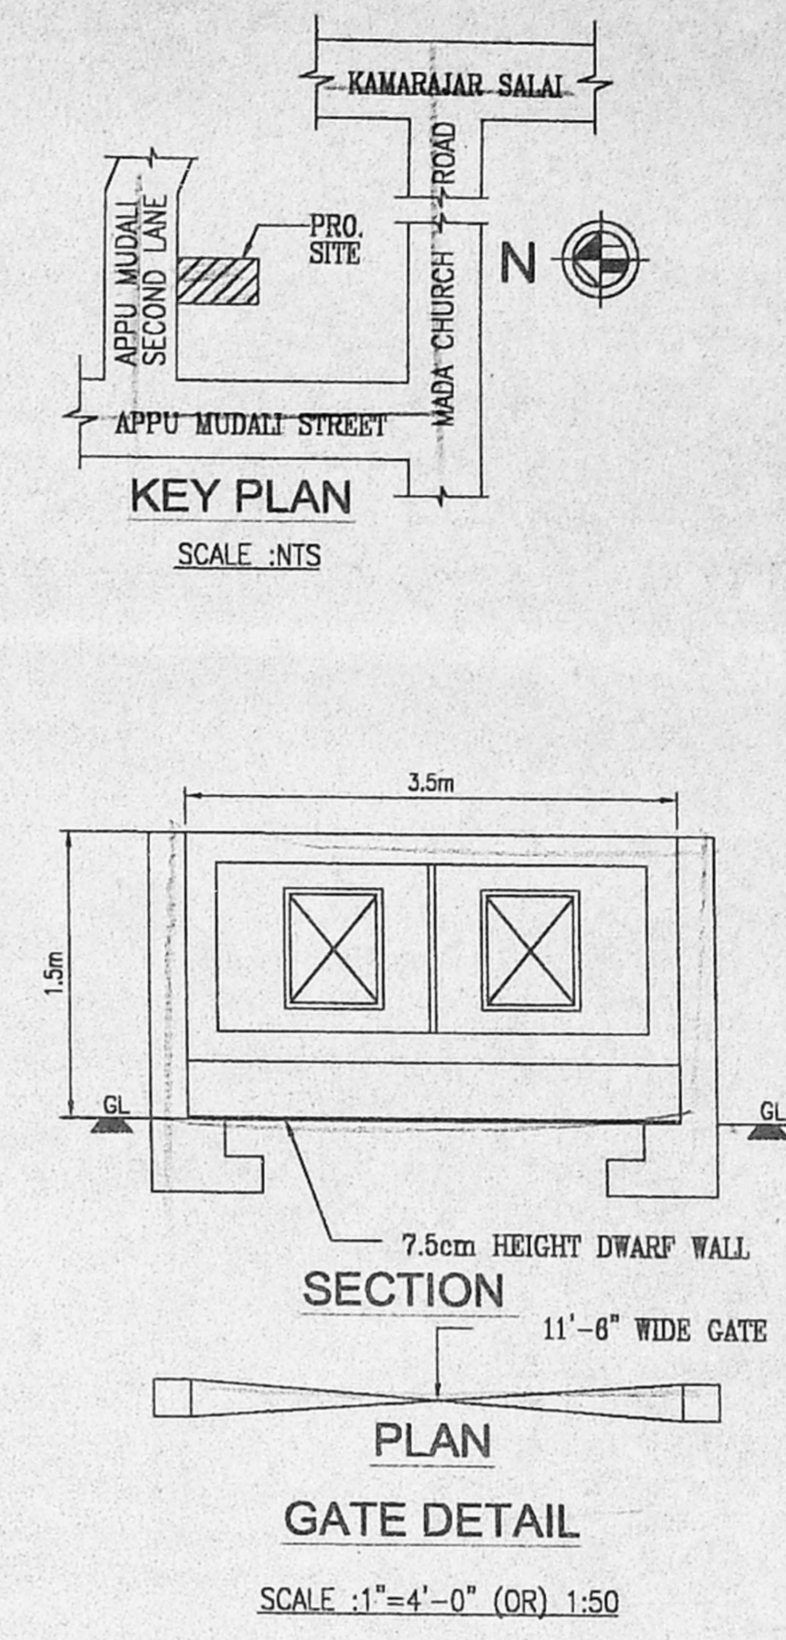 KAMARAJAR SALAI
MADA CHURCH ROAD
APPU MUDALI
SECOND LANE
PRO.
SITE
N
APPU MUDALI STREET
KEY PLAN
SCALE :NTS
3.5m
1.5m
GL
GL
7.5cm HEIGHT DWARF WALL
SECTION
11'-6" WIDE GATE
PLAN
GATE DETAIL
SCALE :1"=4'-0" (OR) 1:50